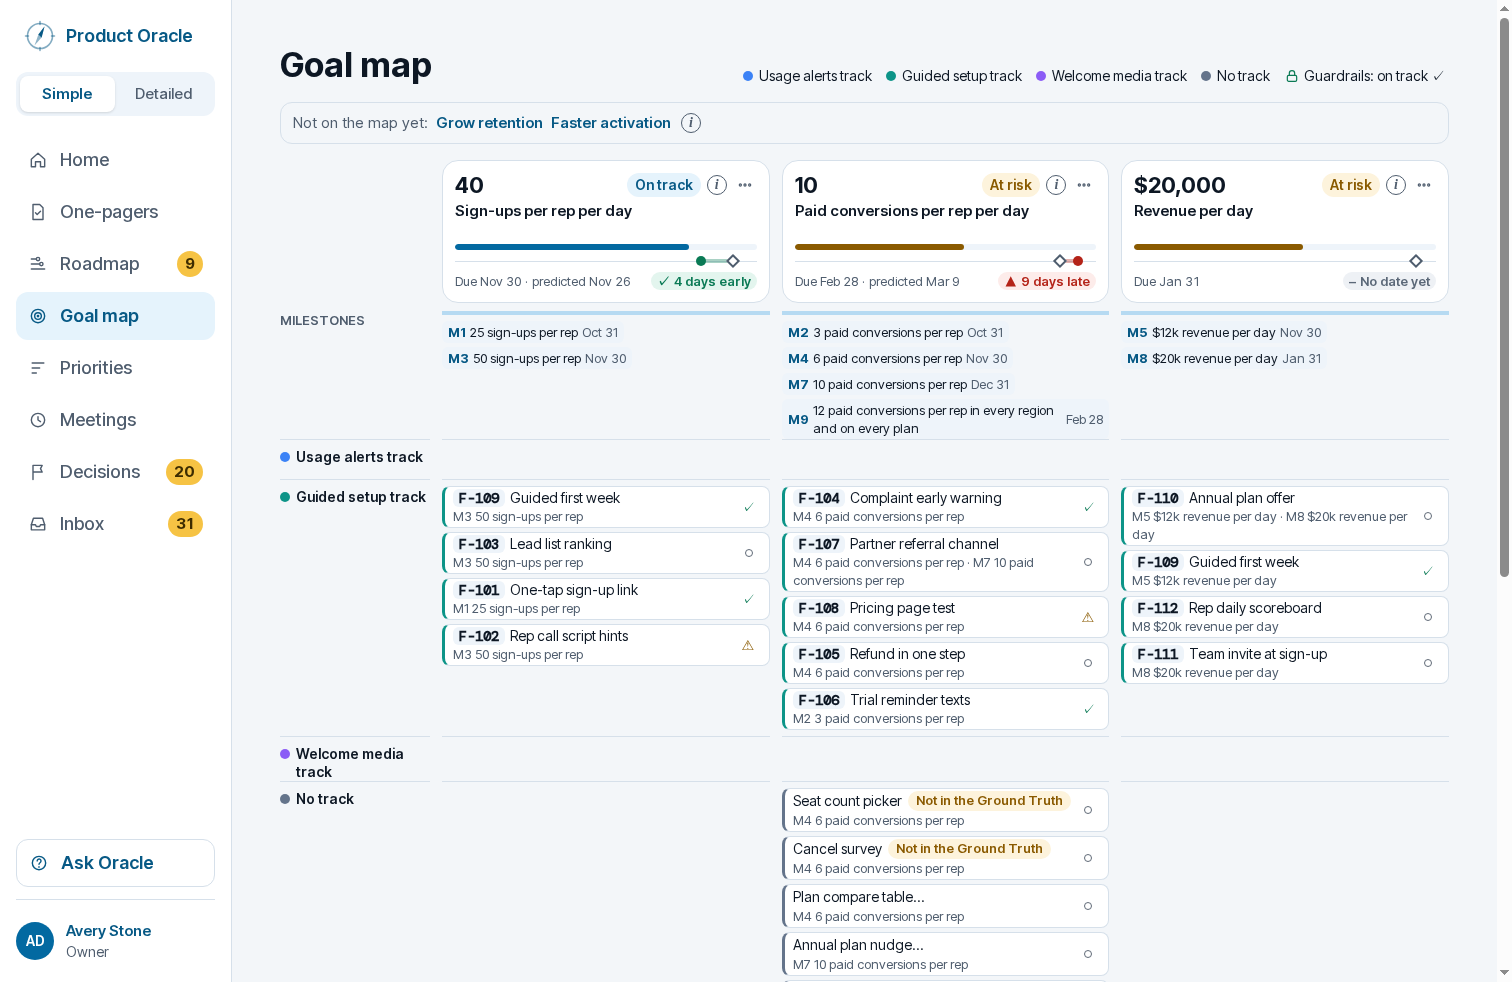 Product Oracle
Simple
Detailed
Home
One-pagers
Roadmap
9
Goal map
Priorities
Meetings
Decisions
20
Inbox
31
Ask Oracle
AD
Avery Stone
Owner
Goal map
Usage alerts track
Guided setup track
Welcome media track
No track
Guardrails: on track ✓
Not on the map yet: Grow retention Faster activation i
40
On track
i
Sign-ups per rep per day
Due Nov 30 · predicted Nov 26
✓ 4 days early
10
At risk
i
Paid conversions per rep per day
Due Feb 28 · predicted Mar 9
▲ 9 days late
$20,000
At risk
i
Revenue per day
Due Jan 31
– No date yet
MILESTONES
M1 25 sign-ups per rep Oct 31
M3 50 sign-ups per rep Nov 30
M2 3 paid conversions per rep Oct 31
M4 6 paid conversions per rep Nov 30
M7 10 paid conversions per rep Dec 31
M9 12 paid conversions per rep in every region
and on every plan
Feb 28
M5 $12k revenue per day Nov 30
M8 $20k revenue per day Jan 31
Usage alerts track
Guided setup track
F-109 Guided first week
M3 50 sign-ups per rep
✓
F-103 Lead list ranking
M3 50 sign-ups per rep
F-101 One-tap sign-up link
M1 25 sign-ups per rep
✓
F-102 Rep call script hints
M3 50 sign-ups per rep
⚠
F-104 Complaint early warning
M4 6 paid conversions per rep
✓
F-107 Partner referral channel
M4 6 paid conversions per rep · M7 10 paid
conversions per rep
F-108 Pricing page test
M4 6 paid conversions per rep
⚠
F-105 Refund in one step
M4 6 paid conversions per rep
F-106 Trial reminder texts
M2 3 paid conversions per rep
✓
F-110 Annual plan offer
M5 $12k revenue per day · M8 $20k revenue per
day
F-109 Guided first week
M5 $12k revenue per day
✓
F-112 Rep daily scoreboard
M8 $20k revenue per day
F-111 Team invite at sign-up
M8 $20k revenue per day
Welcome media
track
No track
Seat count picker Not in the Ground Truth
M4 6 paid conversions per rep
Cancel survey Not in the Ground Truth
M4 6 paid conversions per rep
Plan compare table...
M4 6 paid conversions per rep
Annual plan nudge...
M7 10 paid conversions per rep